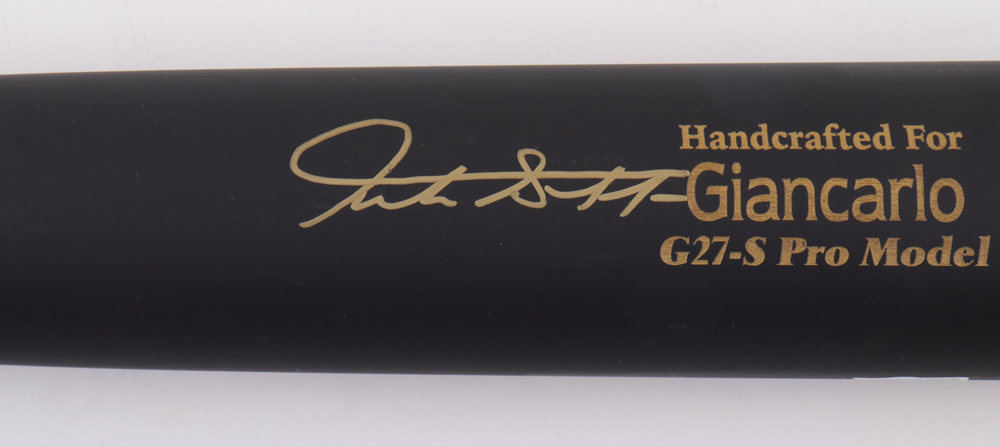 Handcrafted For
Giancarlo
G27-S Pro Model